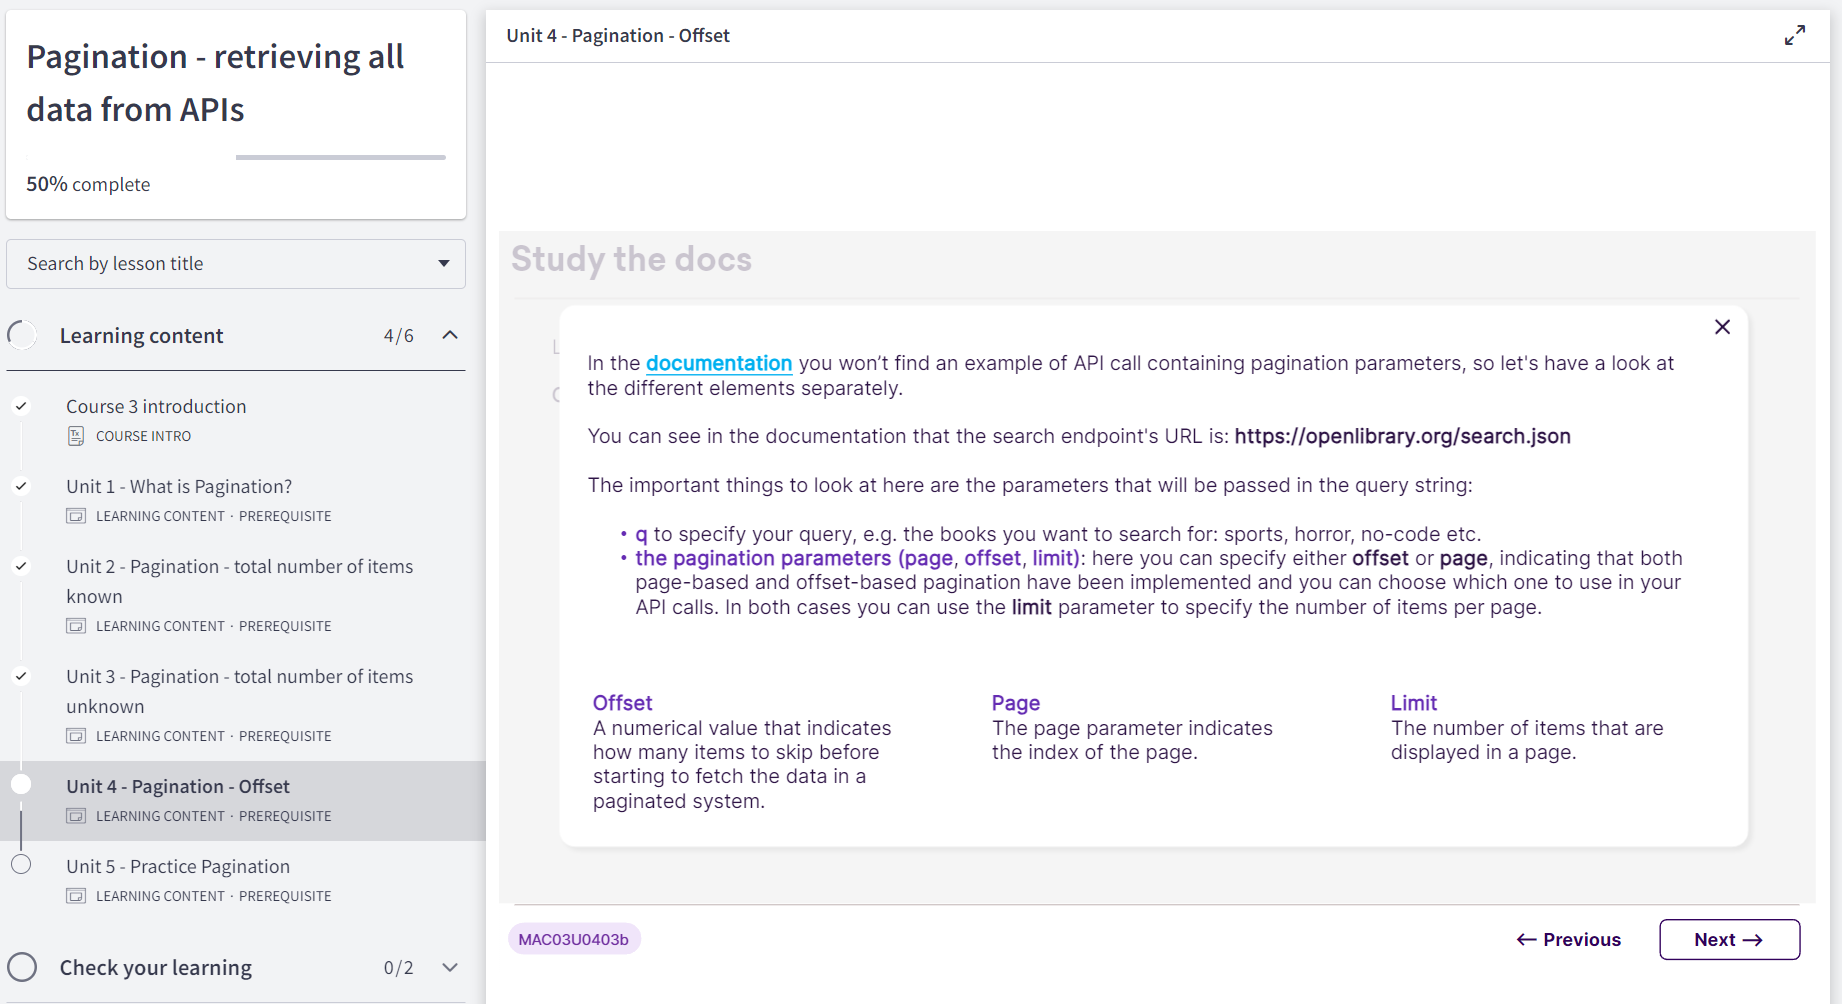 Pagination - retrieving all
data from APIs
50% complete
Search by lesson title
Learning content 4/6
Course 3 introduction
COURSE INTRO
Unit 1 - What is Pagination?
LEARNING CONTENT · PREREQUISITE
Unit 2 - Pagination - total number of items
known
LEARNING CONTENT · PREREQUISITE
Unit 3 - Pagination - total number of items
unknown
LEARNING CONTENT · PREREQUISITE
Unit 4 - Pagination - Offset
LEARNING CONTENT · PREREQUISITE
Unit 5 - Practice Pagination
LEARNING CONTENT · PREREQUISITE
Check your learning 0/2
Unit 4 - Pagination - Offset
Study the docs
In the documentation you won’t find an example of API call containing pagination parameters, so let's have a look at
the different elements separately.
You can see in the documentation that the search endpoint's URL is: https://openlibrary.org/search.json
The important things to look at here are the parameters that will be passed in the query string:
• q to specify your query, e.g. the books you want to search for: sports, horror, no-code etc.
• the pagination parameters (page, offset, limit): here you can specify either offset or page, indicating that both
page-based and offset-based pagination have been implemented and you can choose which one to use in your
API calls. In both cases you can use the limit parameter to specify the number of items per page.
Offset
A numerical value that indicates
how many items to skip before
starting to fetch the data in a
paginated system.
Page
The page parameter indicates
the index of the page.
Limit
The number of items that are
displayed in a page.
MAC03U0403b
← Previous
Next →